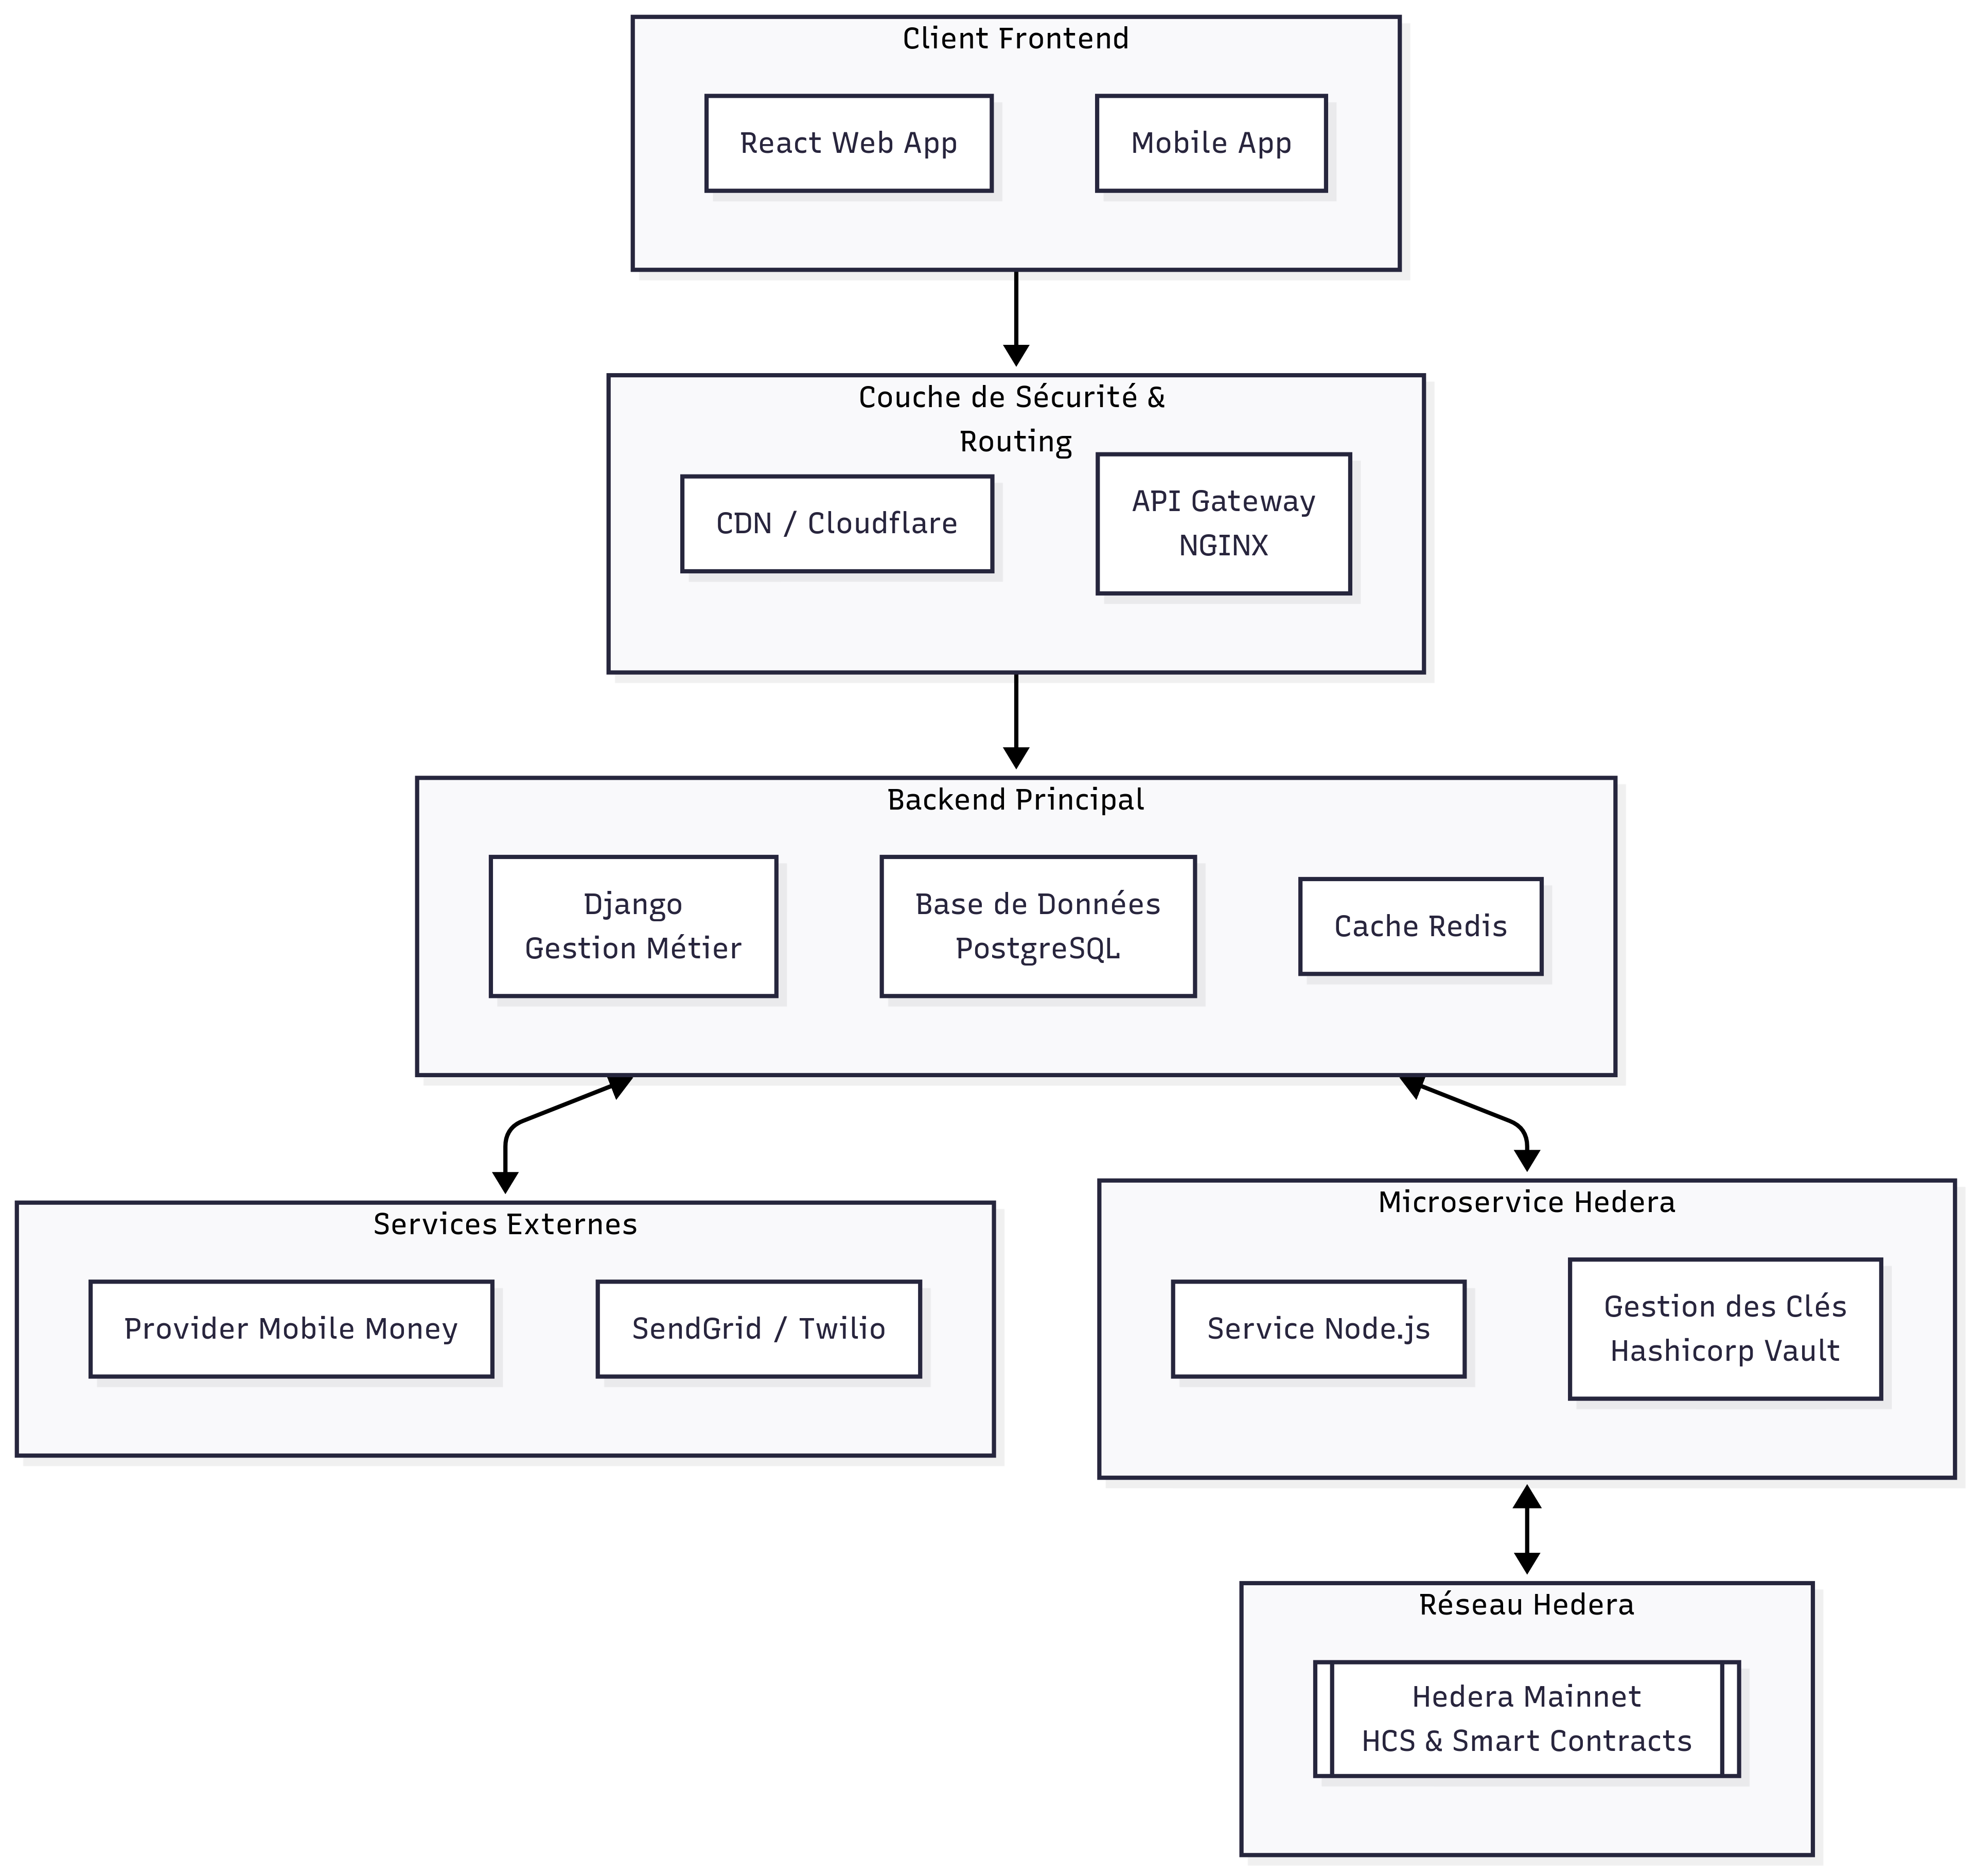 Client Frontend
React Web App
Mobile App
Couche de Sécurité &
Routing
CDN / Cloudflare
API Gateway
NGINX
Backend Principal
Django
Gestion Métier
Base de Données
PostgreSQL
Cache Redis
Services Externes
Provider Mobile Money
SendGrid / Twilio
Microservice Hedera
Service Node.js
Gestion des Clés
Hashicorp Vault
Réseau Hedera
Hedera Mainnet
HCS & Smart Contracts